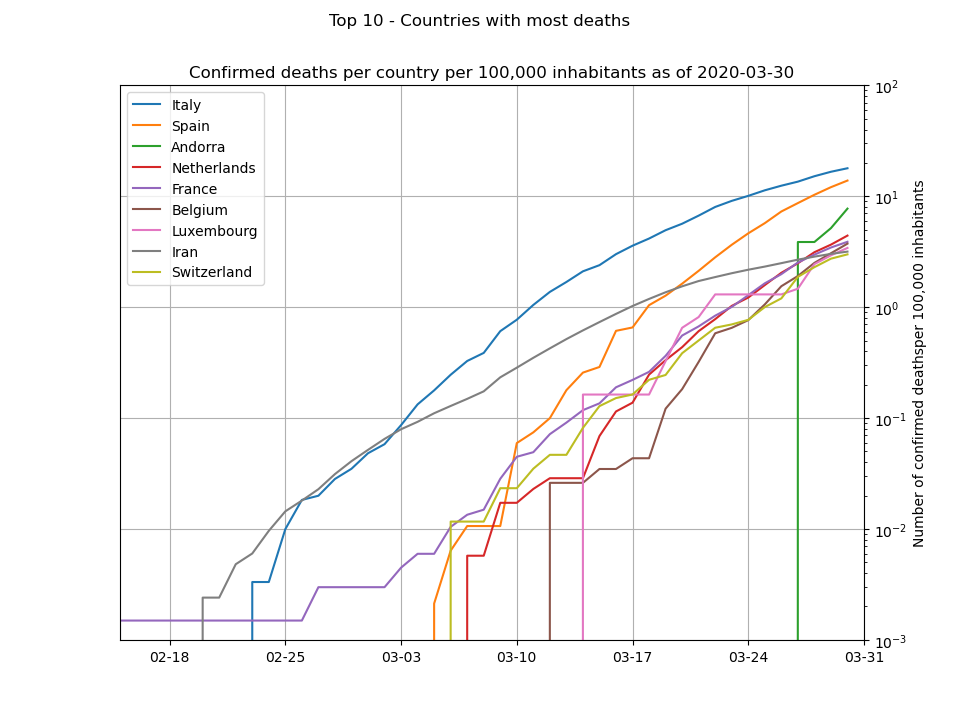 Top 10 - Countries with most deaths
Confirmed deaths per country per 100,000 inhabitants as of 2020-03-30
Italy
Spain
Andorra
Netherlands
France
Belgium
Luxembourg
Iran
Switzerland
10²
10¹
10⁰
10⁻¹
10⁻²
10⁻³
Number of confirmed deathsper 100,000 inhabitants
02-18 02-25 03-03 03-10 03-17 03-24 03-31